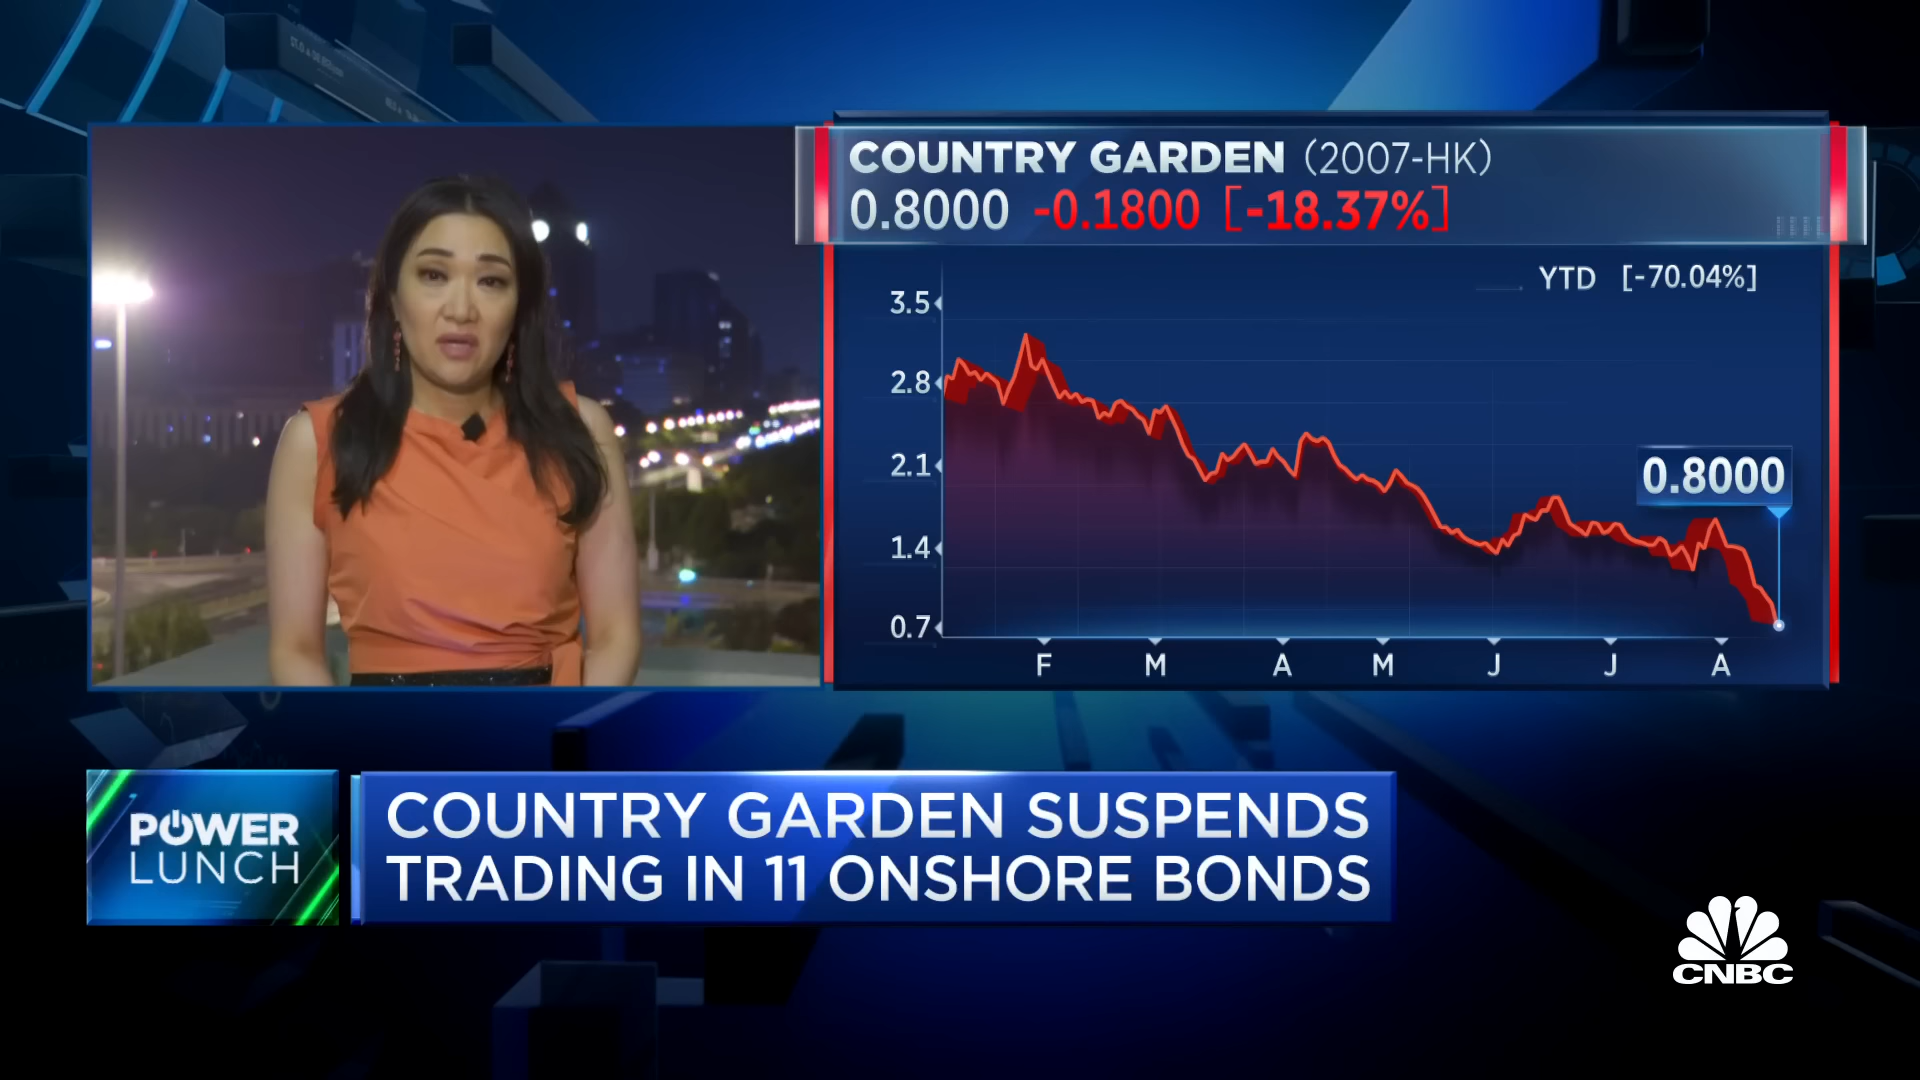 COUNTRY GARDEN (2007-HK)
0.8000 -0.1800 [-18.37%]
YTD [-70.04%]
3.5
2.8
2.1
1.4
0.7
0.8000
F M A M J J A
POWER
LUNCH
COUNTRY GARDEN SUSPENDS
TRADING IN 11 ONSHORE BONDS
CNBC